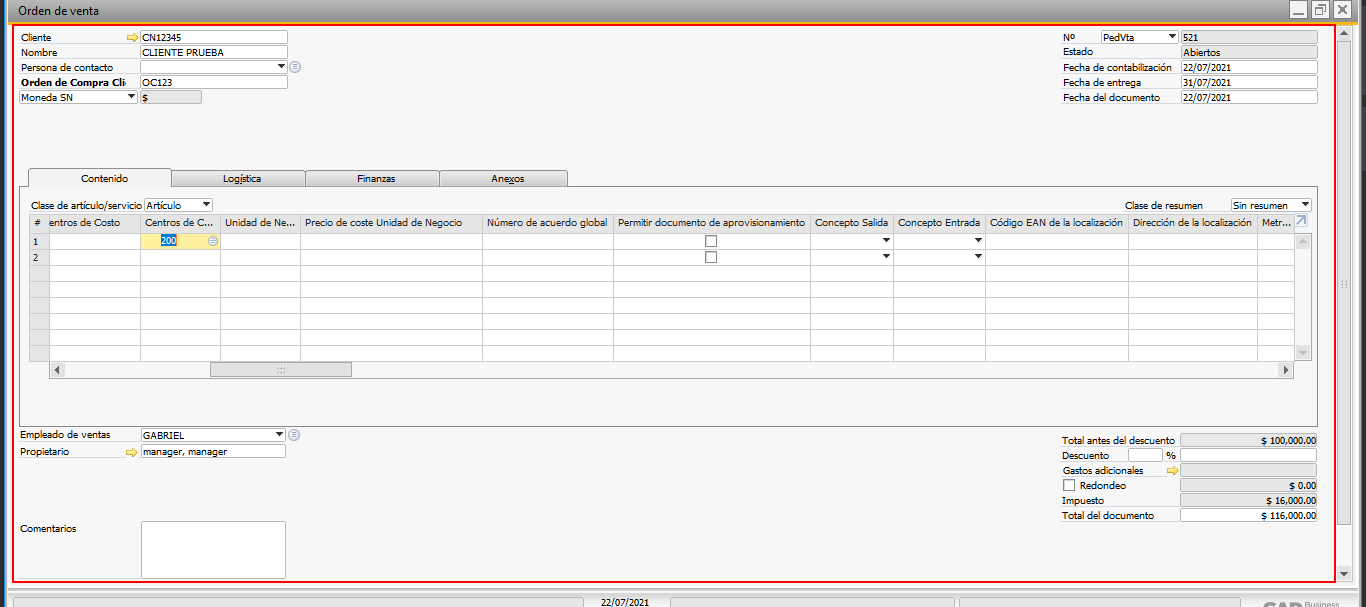 Orden de venta
Cliente CN12345
Nombre CLIENTE PRUEBA
Persona de contacto
Orden de Compra Cli OC123
Moneda SN $
Nº PedVta 521
Estado Abiertos
Fecha de contabilización 22/07/2021
Fecha de entrega 31/07/2021
Fecha del documento 22/07/2021
Contenido Logística Finanzas Anexos
Clase de artículo/servicio Artículo
Clase de resumen Sin resumen
# entros de Costo Centros de C... Unidad de Ne... Precio de coste Unidad de Negocio Número de acuerdo global Permitir documento de aprovisionamiento Concepto Salida Concepto Entrada Código EAN de la localización Dirección de la localización Metr...
1 200
2
Empleado de ventas GABRIEL
Propietario manager, manager
Comentarios
Total antes del descuento $ 100,000.00
Descuento %
Gastos adicionales
Redondeo $ 0.00
Impuesto $ 16,000.00
Total del documento $ 116,000.00
22/07/2021
Business